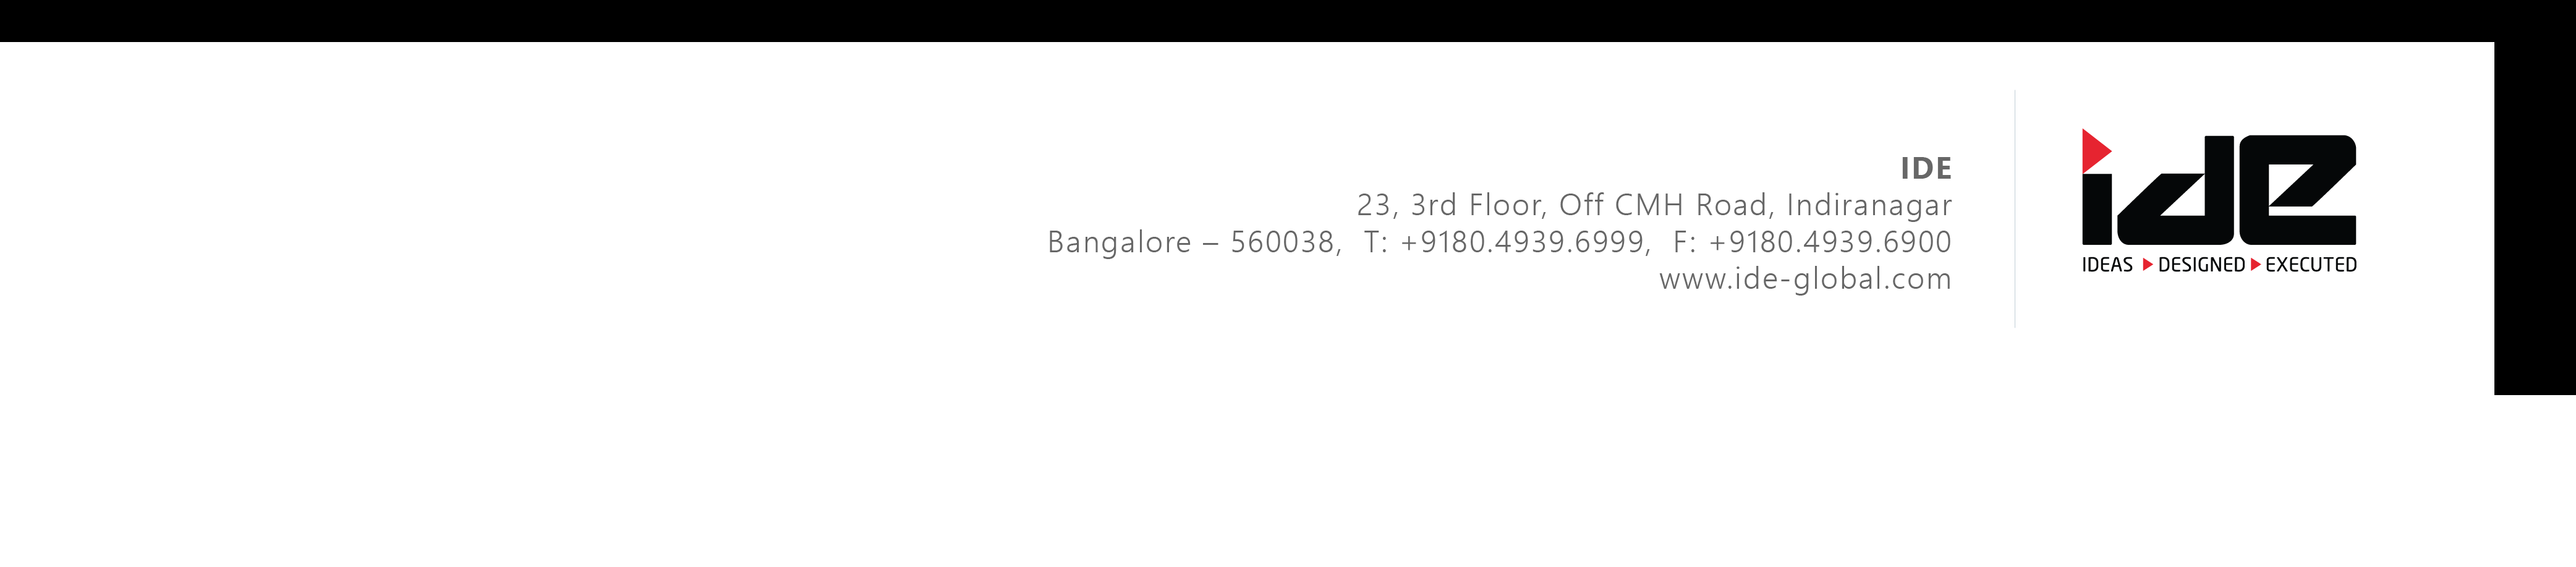 IDE
23, 3rd Floor, Off CMH Road, Indiranagar
Bangalore – 560038,  T: +9180.4939.6999,  F: +9180.4939.6900
www.ide-global.com
ide
IDEAS DESIGNED EXECUTED